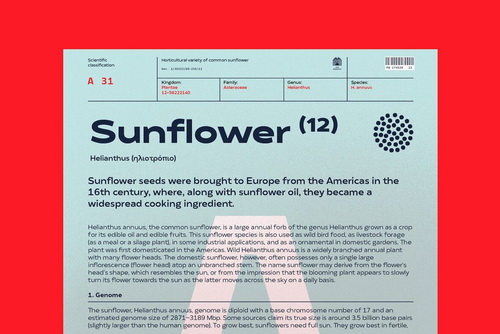 Scientific
classification
Horticultural variety of common sunflower
A 31
Kingdom:
Plantae
Family:
Asteraceae
Genus:
Helianthus
Species:
H. annuus
Sunflower (12)
Helianthus (ηλιοτρόπιο)
Sunflower seeds were brought to Europe from the Americas in the
16th century, where, along with sunflower oil, they became a
widespread cooking ingredient.
Helianthus annuus, the common sunflower, is a large annual forb of the genus Helianthus grown as a crop
for its edible oil and edible fruits. This sunflower species is also used as wild bird food, as livestock forage
(as a meal or a silage plant), in some industrial applications, and as an ornamental in domestic gardens. The
plant was first domesticated in the Americas. Wild Helianthus annuus is a widely branched annual plant
with many flower heads. The domestic sunflower, however, often possesses only a single large
inflorescence (flower head) atop an unbranched stem. The name sunflower may derive from the flower's
head's shape, which resembles the sun, or from the impression that the blooming plant appears to slowly
turn its flower towards the sun as the latter moves across the sky on a daily basis.
1. Genome
The sunflower, Helianthus annuus, genome is diploid with a base chromosome number of 17 and an
estimated genome size of 2871–3189 Mbp. Some sources claim its true size is around 3.5 billion base pairs
(slightly larger than the human genome). To grow best, sunflowers need full sun. They grow best in fertile,